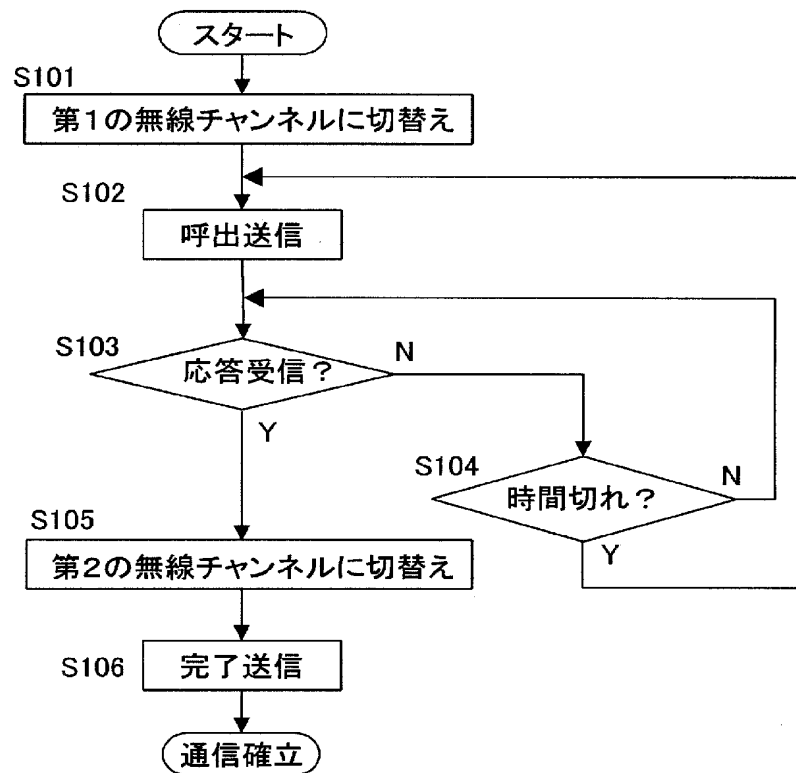 スタート
S101
第1の無線チャンネルに切替え
S102
呼出送信
S103
応答受信？
N
Y
S104
時間切れ？
N
Y
S105
第2の無線チャンネルに切替え
S106
完了送信
通信確立